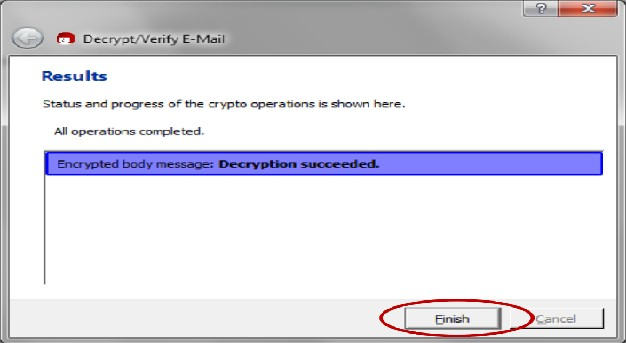 Decrypt/Verify E-Mail
Results
Status and progress of the crypto operations is shown here.
All operations completed.
Encrypted body message: Decryption succeeded.
Finish
Cancel